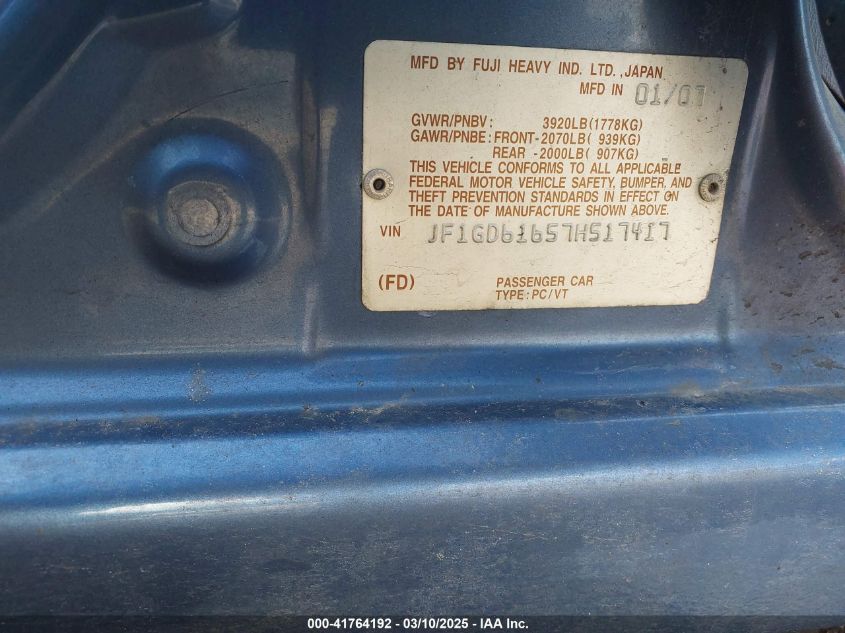 MFD BY FUJI HEAVY IND. LTD., JAPAN
MFD IN 01/07
GVWR/PNBV: 3920LB(1778KG)
GAWR/PNBE: FRONT-2070LB( 939KG)
REAR -2000LB( 907KG)
THIS VEHICLE CONFORMS TO ALL APPLICABLE
FEDERAL MOTOR VEHICLE SAFETY, BUMPER, AND
THEFT PREVENTION STANDARDS IN EFFECT ON
THE DATE OF MANUFACTURE SHOWN ABOVE.
VIN JF1GD61657H517417
(FD) PASSENGER CAR
TYPE: PC/VT
000-41764192 - 03/10/2025 - IAAI, Inc.